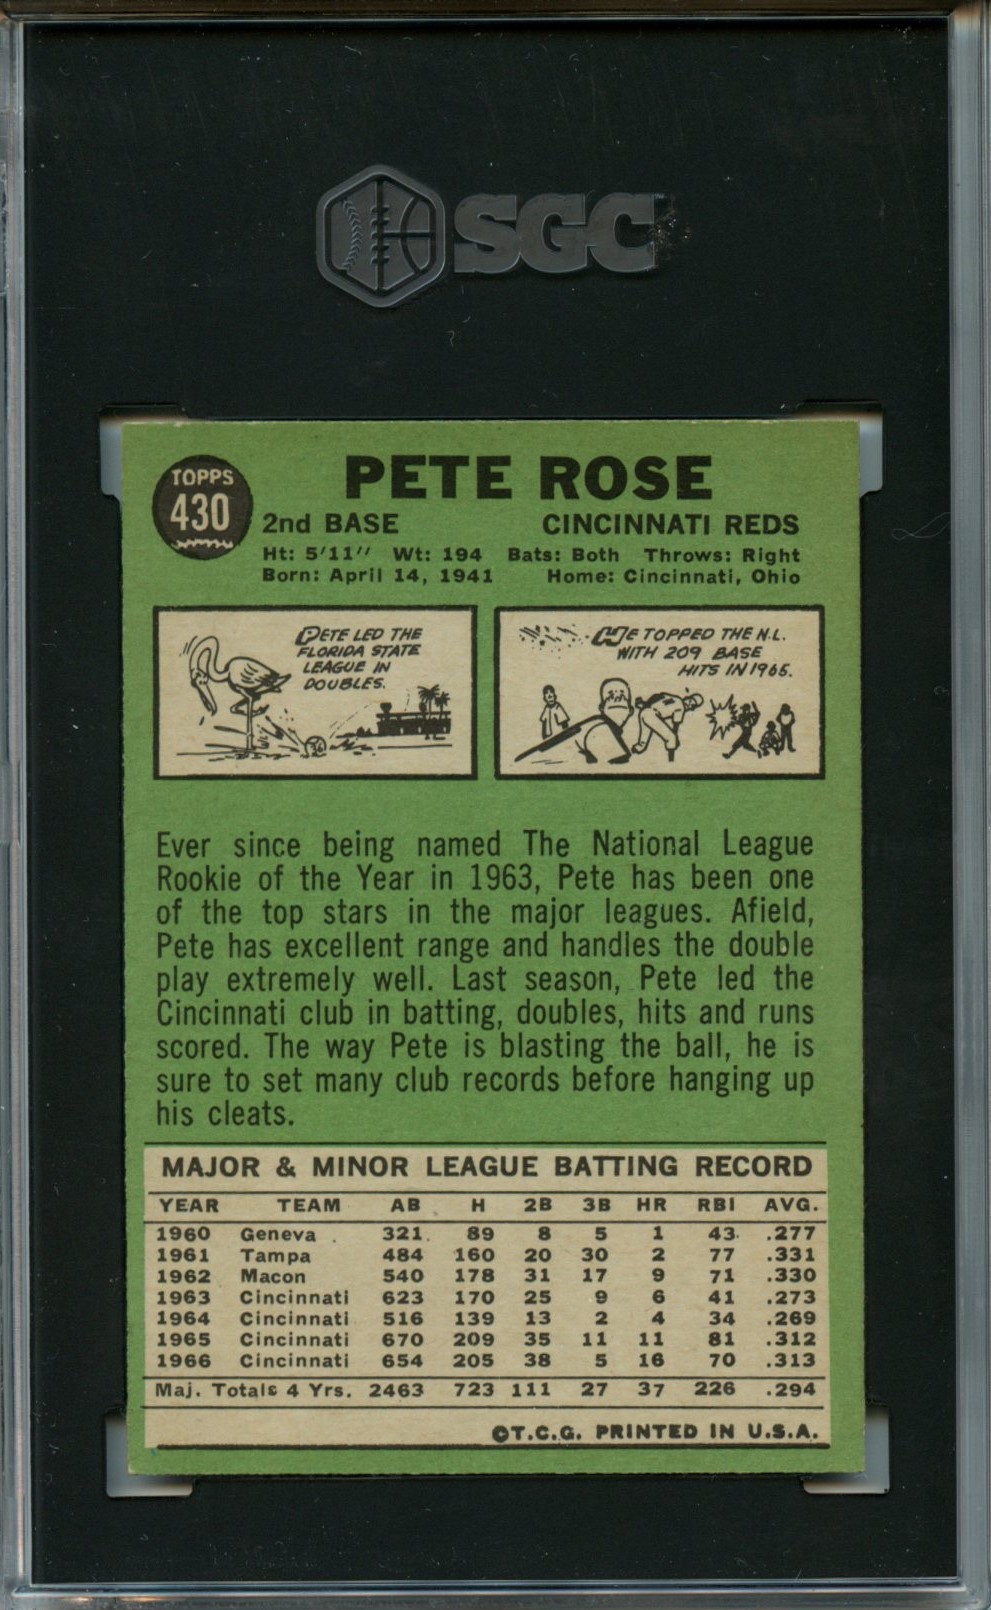 SGC
TOPPS
430
PETE ROSE
2nd BASE CINCINNATI REDS
Ht: 5'11" Wt: 194 Bats: Both Throws: Right
Born: April 14, 1941 Home: Cincinnati, Ohio
PETE LED THE
FLORIDA STATE
LEAGUE IN
DOUBLES.
HE TOPPED THE N.L.
WITH 209 BASE
HITS IN 1965.
Ever since being named The National League
Rookie of the Year in 1963, Pete has been one
of the top stars in the major leagues. Afield,
Pete has excellent range and handles the double
play extremely well. Last season, Pete led the
Cincinnati club in batting, doubles, hits and runs
scored. The way Pete is blasting the ball, he is
sure to set many club records before hanging up
his cleats.
MAJOR & MINOR LEAGUE BATTING RECORD
YEAR TEAM AB H 2B 3B HR RBI AVG.
1960 Geneva 321 89 8 5 1 43 .277
1961 Tampa 484 160 20 30 2 77 .331
1962 Macon 540 178 31 17 9 71 .330
1963 Cincinnati 623 170 25 9 6 41 .273
1964 Cincinnati 516 139 13 2 4 34 .269
1965 Cincinnati 670 209 35 11 11 81 .312
1966 Cincinnati 654 205 38 5 16 70 .313
Maj. Totals 4 Yrs. 2463 723 111 27 37 226 .294
©T.C.G. PRINTED IN U.S.A.